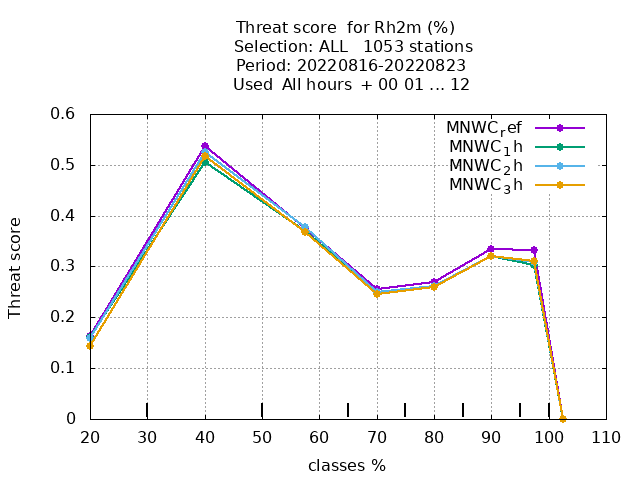 Threat score  for Rh2m (%)
Selection: ALL   1053 stations
Period: 20220816-20220823
Used  All hours  + 00 01 ... 12
0.6
0.5
0.4
0.3
0.2
0.1
0
Threat score
MNWC_ref
MNWC_1h
MNWC_2h
MNWC_3h
20 30 40 50 60 70 80 90 100 110
classes %